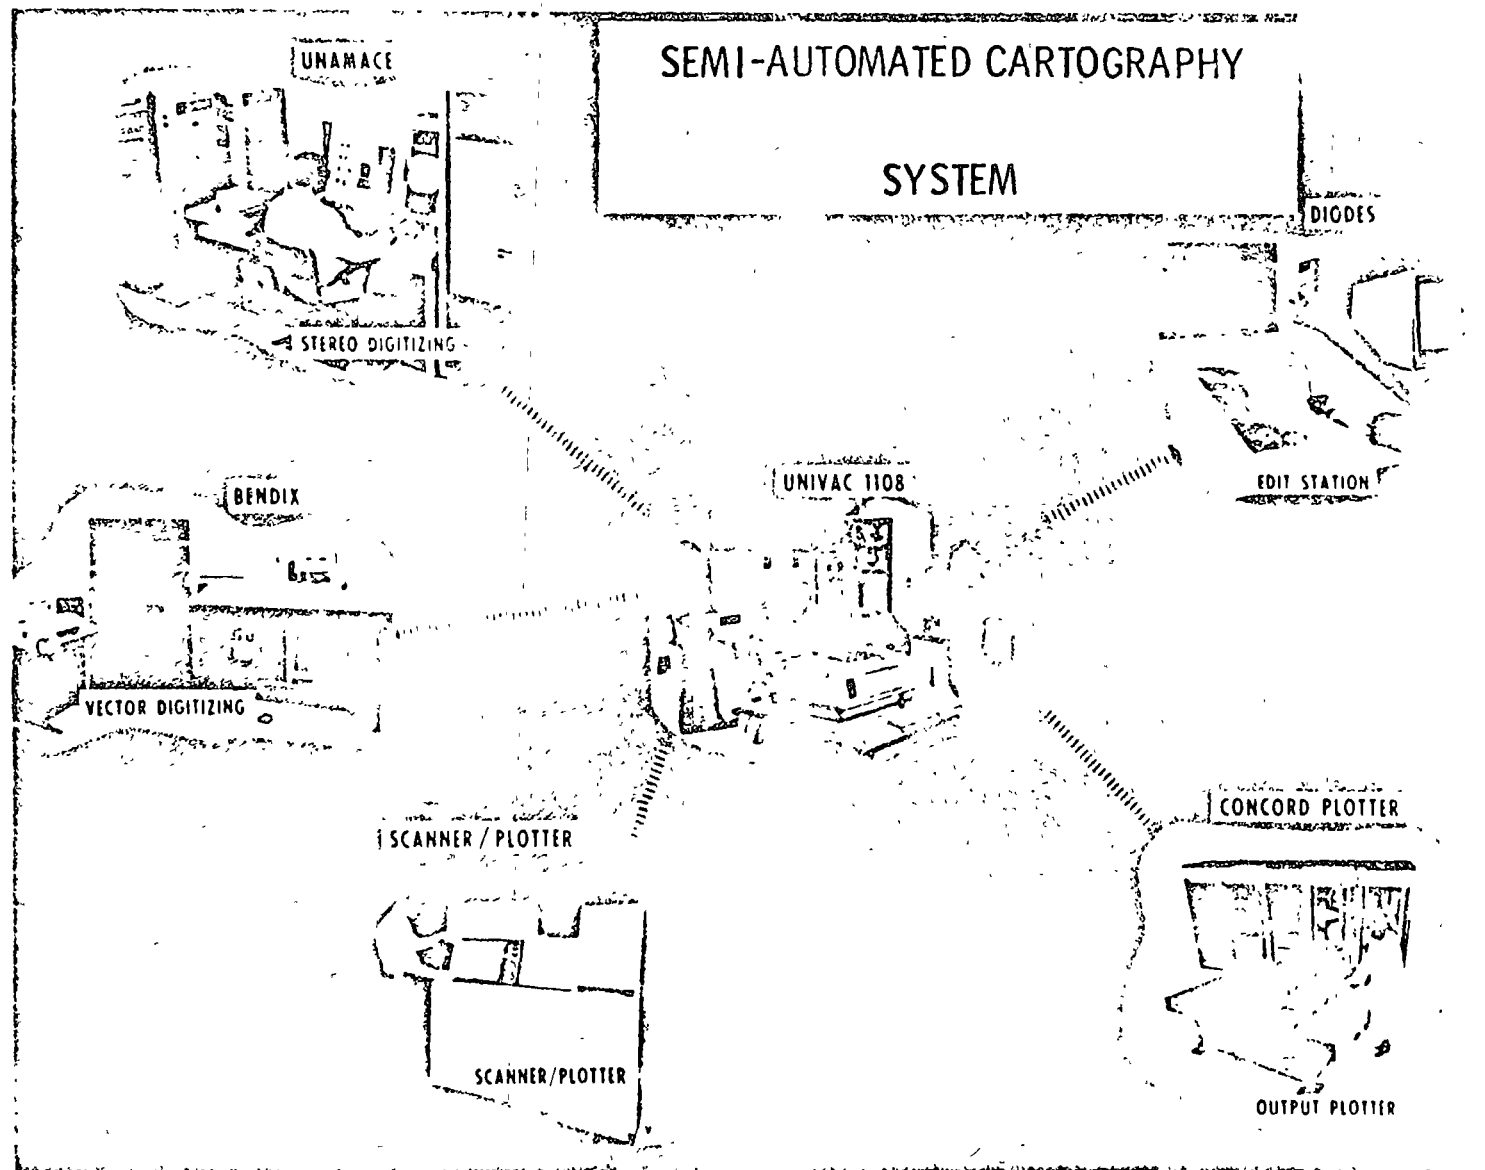 SEMI-AUTOMATED CARTOGRAPHY
SYSTEM
UNAMACE
STEREO DIGITIZING
DIODES
EDIT STATION
BENDIX
VECTOR DIGITIZING
UNIVAC 1108
SCANNER / PLOTTER
SCANNER/PLOTTER
CONCORD PLOTTER
OUTPUT PLOTTER